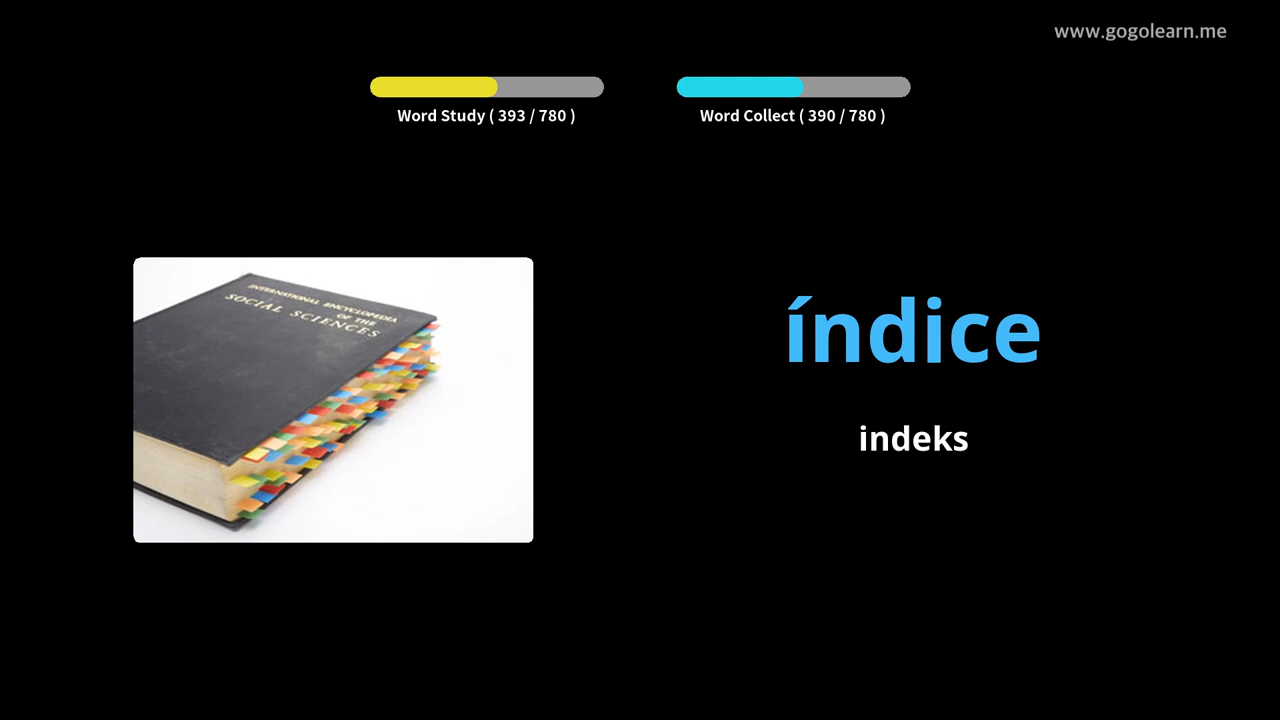 www.gogolearn.me
Word Study ( 393 / 780 )
Word Collect ( 390 / 780 )
INTERNATIONAL ENCYCLOPEDIA
OF THE
SOCIAL SCIENCES
índice
indeks